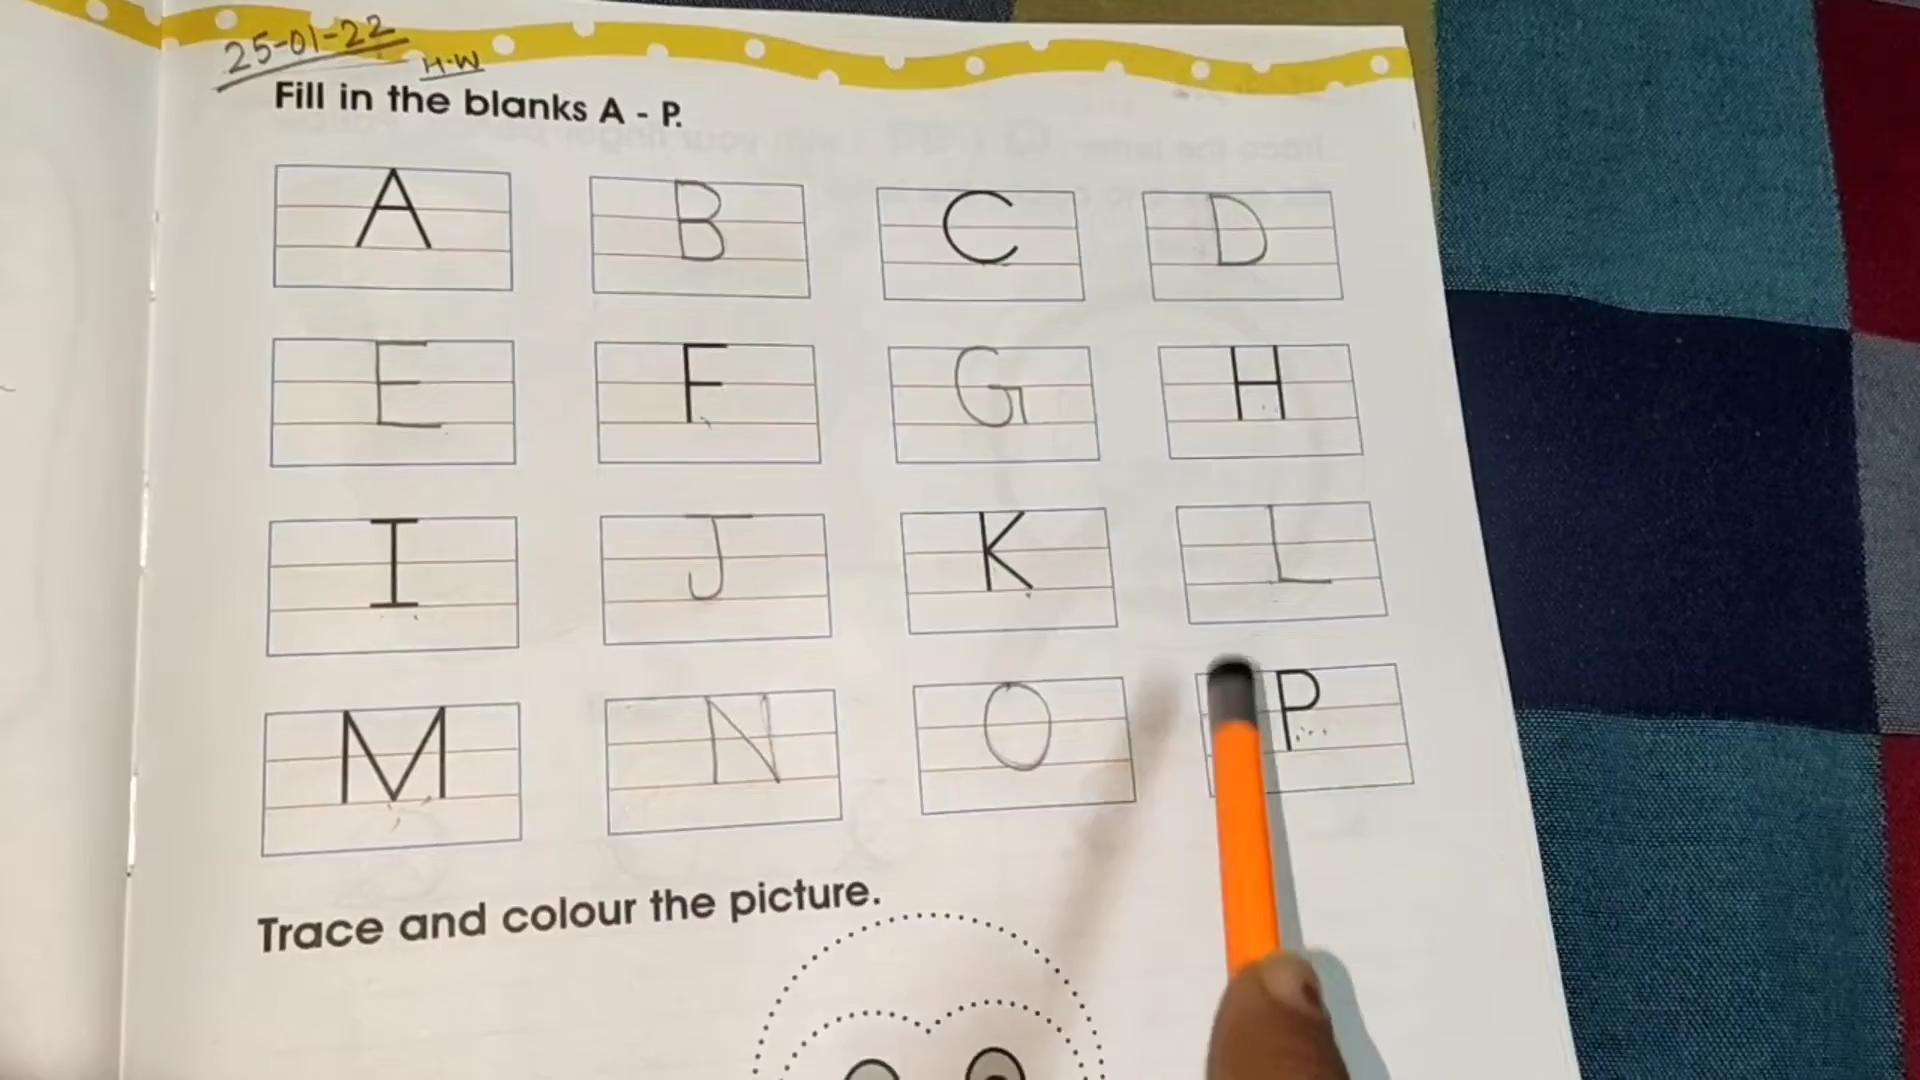 25-01-22
H·W
Fill in the blanks A - P.
A B C D
E F G H
I J K L
M N O P
Trace and colour the picture.